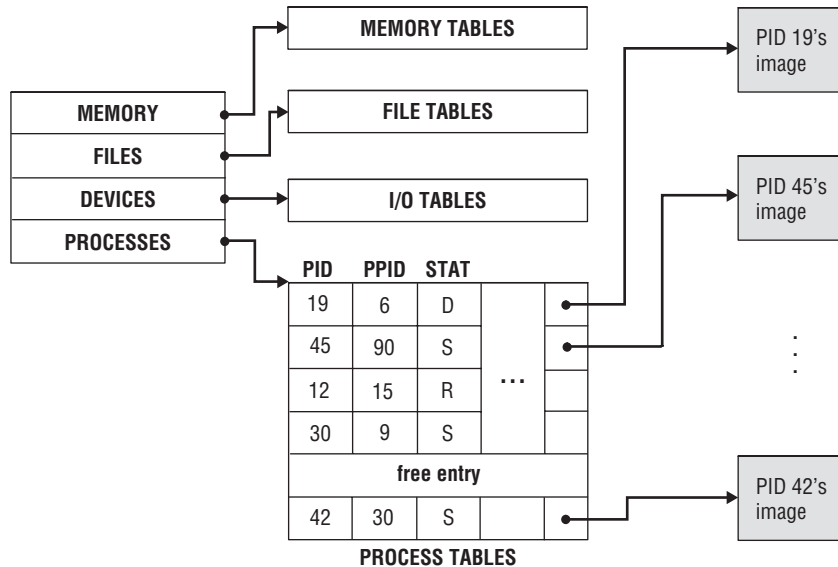 MEMORY TABLES
PID 19's
image
MEMORY
FILE TABLES
FILES
DEVICES
I/O TABLES
PID 45's
image
PROCESSES
PID PPID STAT
19 6 D
45 90 S
...
12 15 R
30 9 S
free entry
42 30 S
PID 42's
image
PROCESS TABLES